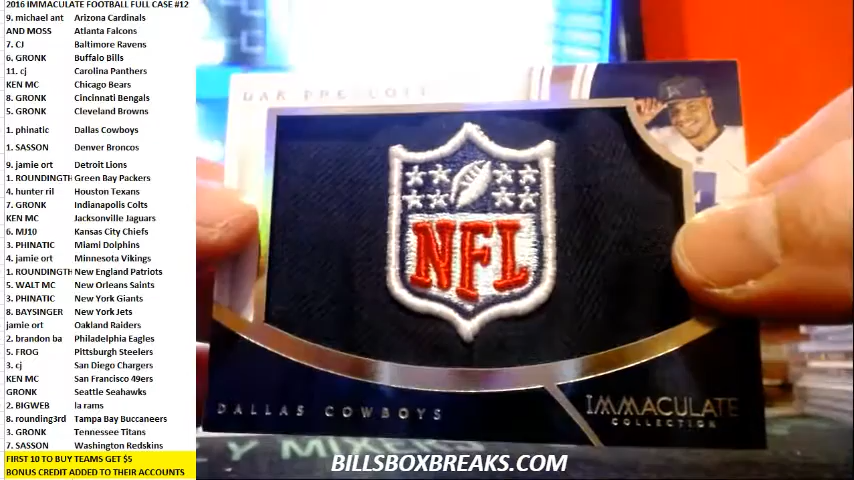 2016 IMMACULATE FOOTBALL FULL CASE #12
9. michael ant Arizona Cardinals
AND MOSS Atlanta Falcons
7. CJ Baltimore Ravens
6. GRONK Buffalo Bills
11. cj Carolina Panthers
KEN MC Chicago Bears
8. GRONK Cincinnati Bengals
5. GRONK Cleveland Browns
1. phinatic Dallas Cowboys
1. SASSON Denver Broncos
9. jamie ort Detroit Lions
1. ROUNDINGTH Green Bay Packers
4. hunter ril Houston Texans
7. GRONK Indianapolis Colts
KEN MC Jacksonville Jaguars
6. MJ10 Kansas City Chiefs
3. PHINATIC Miami Dolphins
4. jamie ort Minnesota Vikings
1. ROUNDINGTH New England Patriots
5. WALT MC New Orleans Saints
3. PHINATIC New York Giants
8. BAYSINGER New York Jets
jamie ort Oakland Raiders
2. brandon ba Philadelphia Eagles
5. FROG Pittsburgh Steelers
3. cj San Diego Chargers
KEN MC San Francisco 49ers
GRONK Seattle Seahawks
2. BIGWEB la rams
8. rounding3rd Tampa Bay Buccaneers
3. GRONK Tennessee Titans
7. SASSON Washington Redskins
FIRST 10 TO BUY TEAMS GET $5
BONUS CREDIT ADDED TO THEIR ACCOUNTS
DAK PRESCOTT
NFL
DALLAS COWBOYS
IMMACULATE
COLLECTION
Y MIXERS
BILLSBOXBREAKS.COM